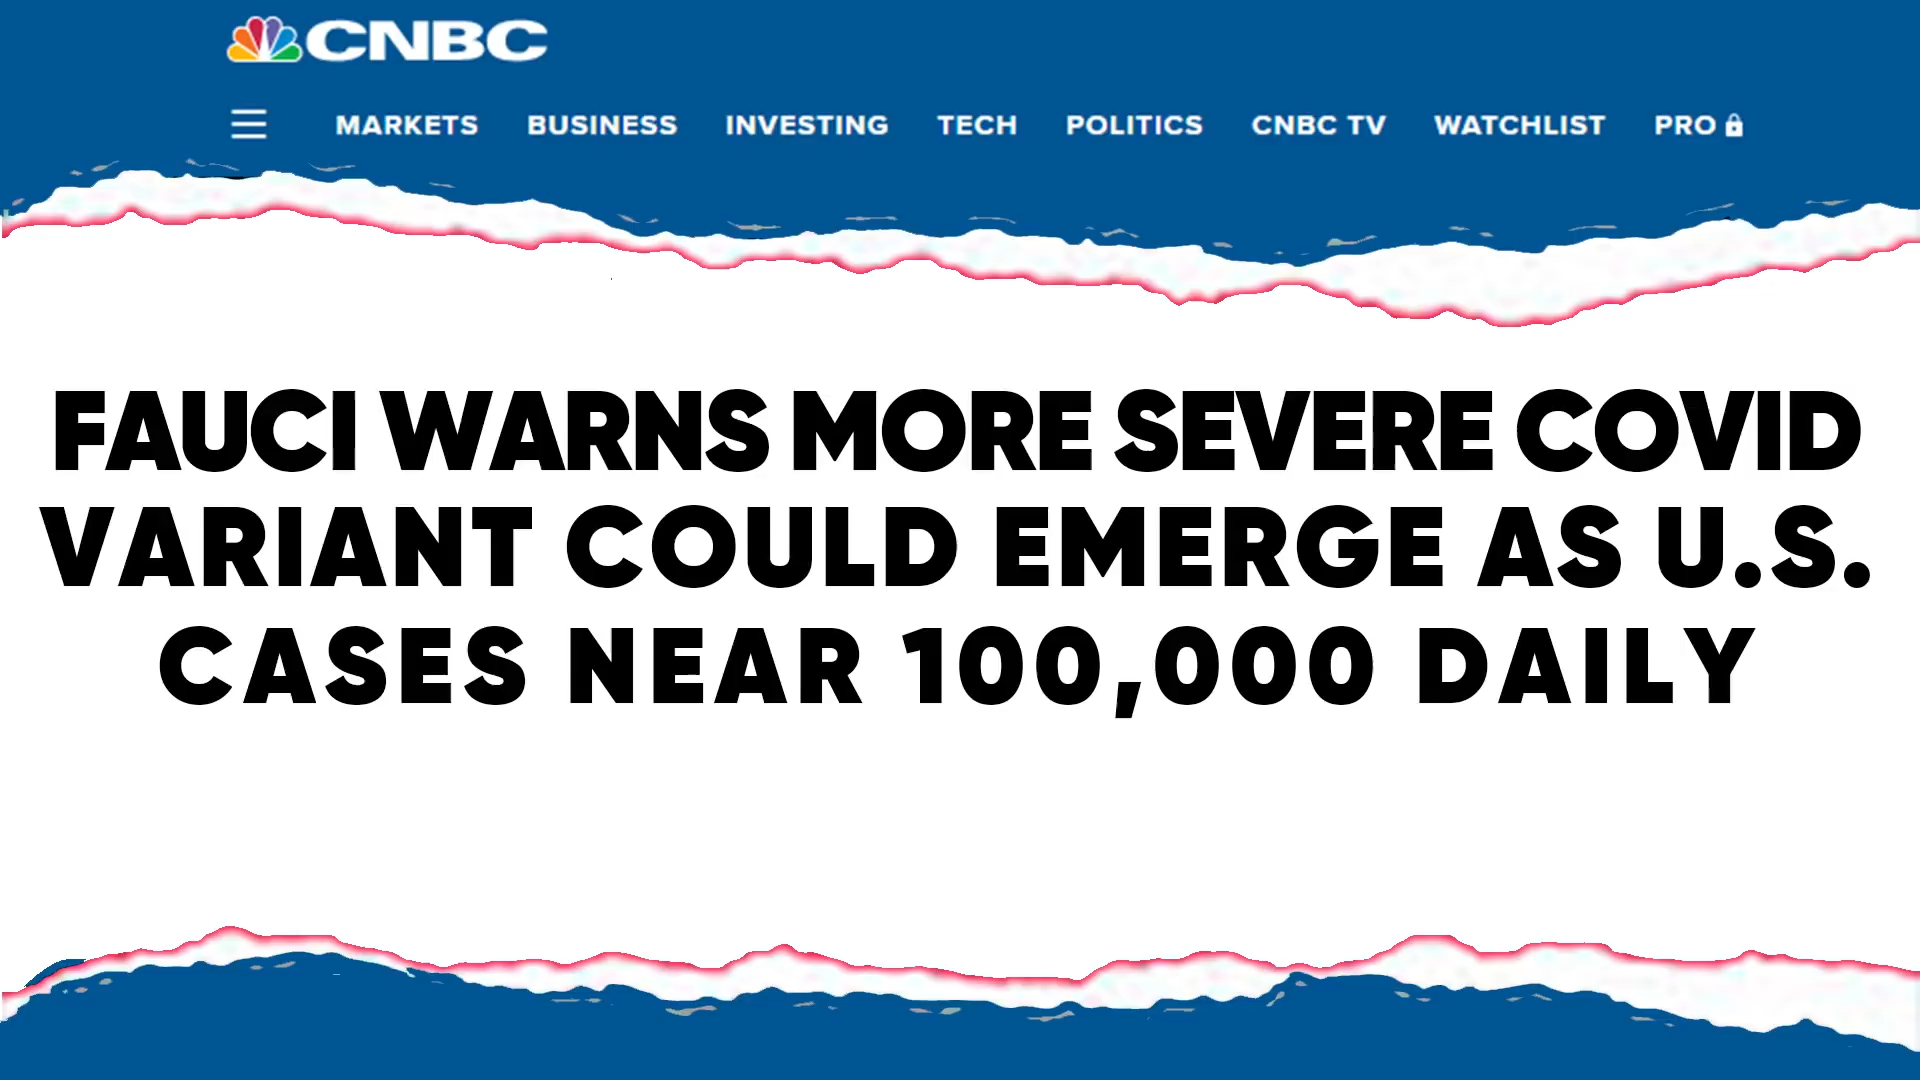 CNBC
MARKETS BUSINESS INVESTING TECH POLITICS CNBC TV WATCHLIST PRO
FAUCI WARNS MORE SEVERE COVID
VARIANT COULD EMERGE AS U.S.
CASES NEAR 100,000 DAILY